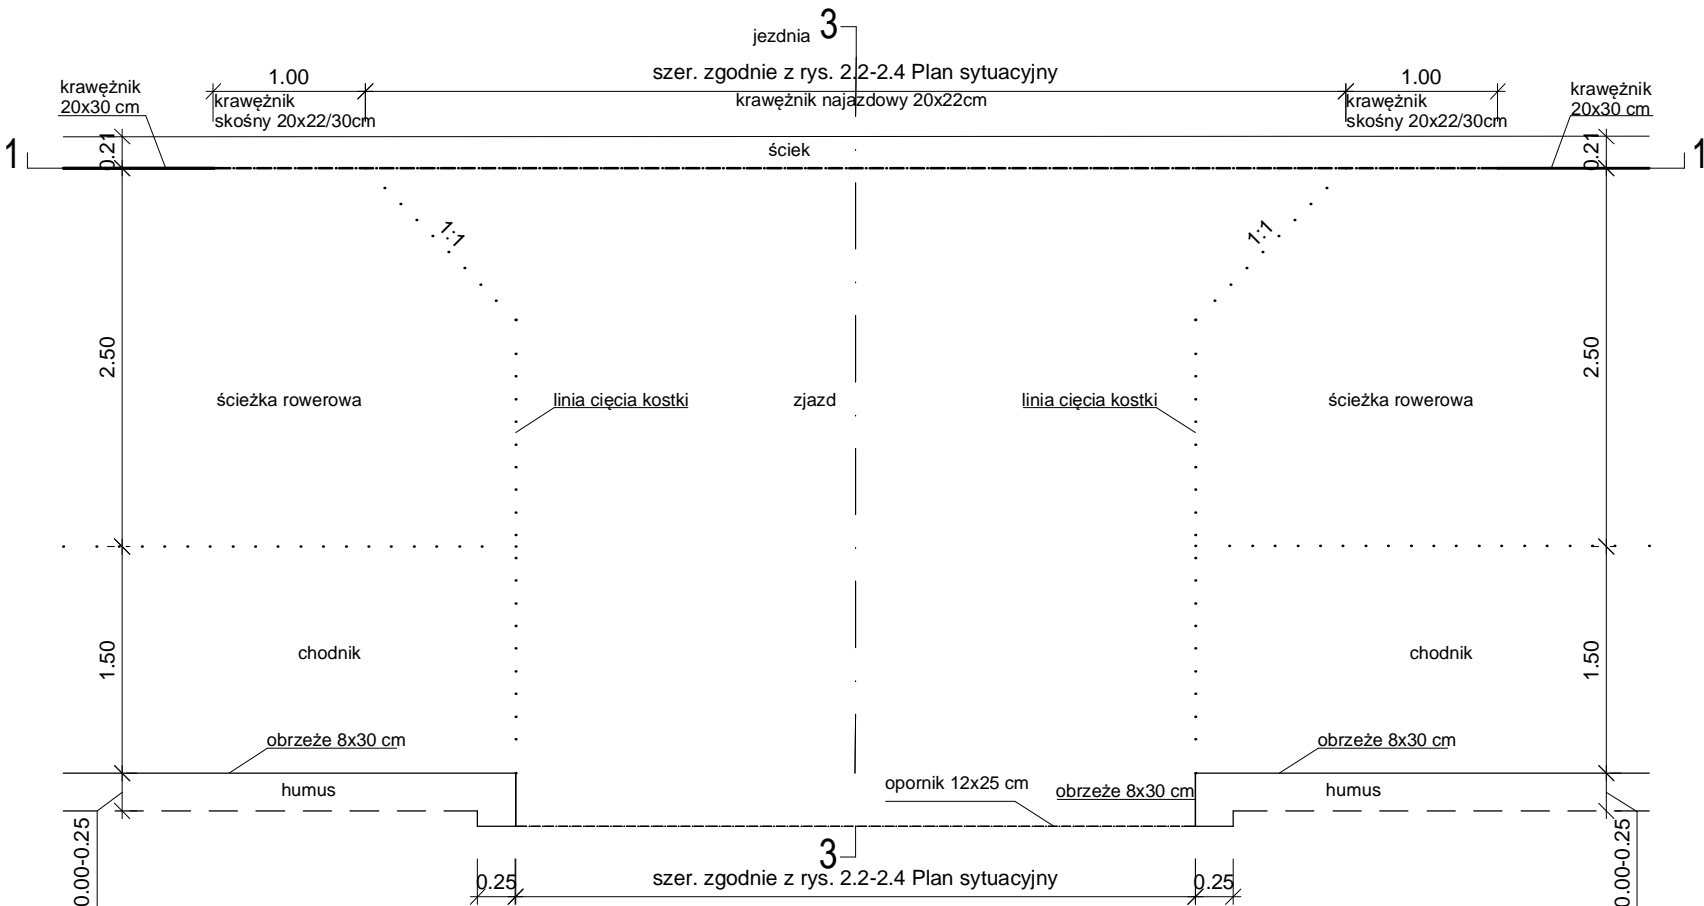 3
jezdnia
szer. zgodnie z rys. 2.2-2.4 Plan sytuacyjny
1.00
1.00
krawężnik
20x30 cm
krawężnik
skośny 20x22/30cm
krawężnik najazdowy 20x22cm
krawężnik
skośny 20x22/30cm
krawężnik
20x30 cm
1
0.21
ściek
0.21
1
1:1
1:1
2.50
ścieżka rowerowa
linia cięcia kostki
zjazd
linia cięcia kostki
ścieżka rowerowa
2.50
1.50
chodnik
chodnik
1.50
obrzeże 8x30 cm
obrzeże 8x30 cm
humus
opornik 12x25 cm
obrzeże 8x30 cm
humus
0.00-0.25
3
0.00-0.25
0.25
szer. zgodnie z rys. 2.2-2.4 Plan sytuacyjny
0.25